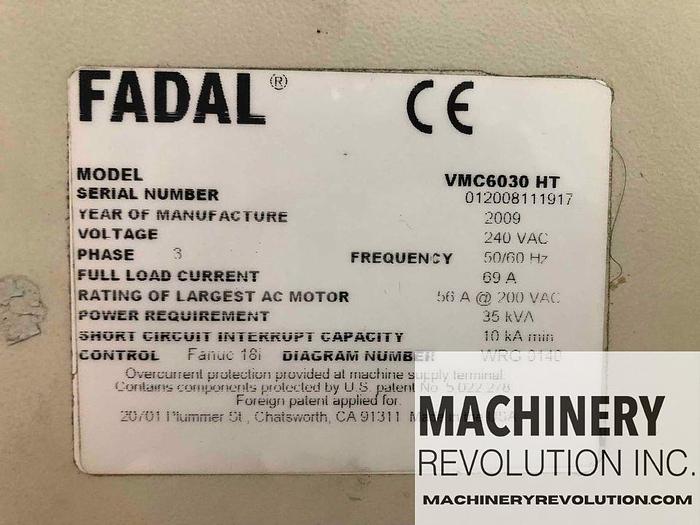 FADAL®
CE
MODEL VMC6030 HT
SERIAL NUMBER 012008111917
YEAR OF MANUFACTURE 2009
VOLTAGE 240 VAC
PHASE 3 FREQUENCY 50/60 Hz
FULL LOAD CURRENT 69 A
RATING OF LARGEST AC MOTOR 56 A @ 200 VAC
POWER REQUIREMENT 35 kVA
SHORT CIRCUIT INTERRUPT CAPACITY 10 kA min
CONTROL Fanuc 18i DIAGRAM NUMBER WRG 0140
Overcurrent protection provided at machine supply terminal.
Contains components protected by U.S. patent No. 5,022,278
Foreign patent applied for.
20701 Plummer St., Chatsworth, CA 91311 Made in the USA
MACHINERY
REVOLUTION INC.
MACHINERYREVOLUTION.COM